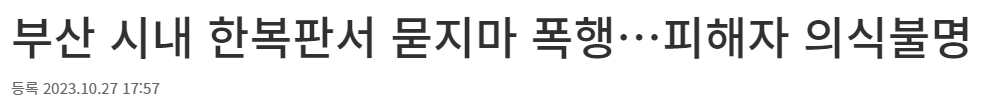 부산 시내 한복판서 묻지마 폭행…피해자 의식불명
등록 2023.10.27 17:57